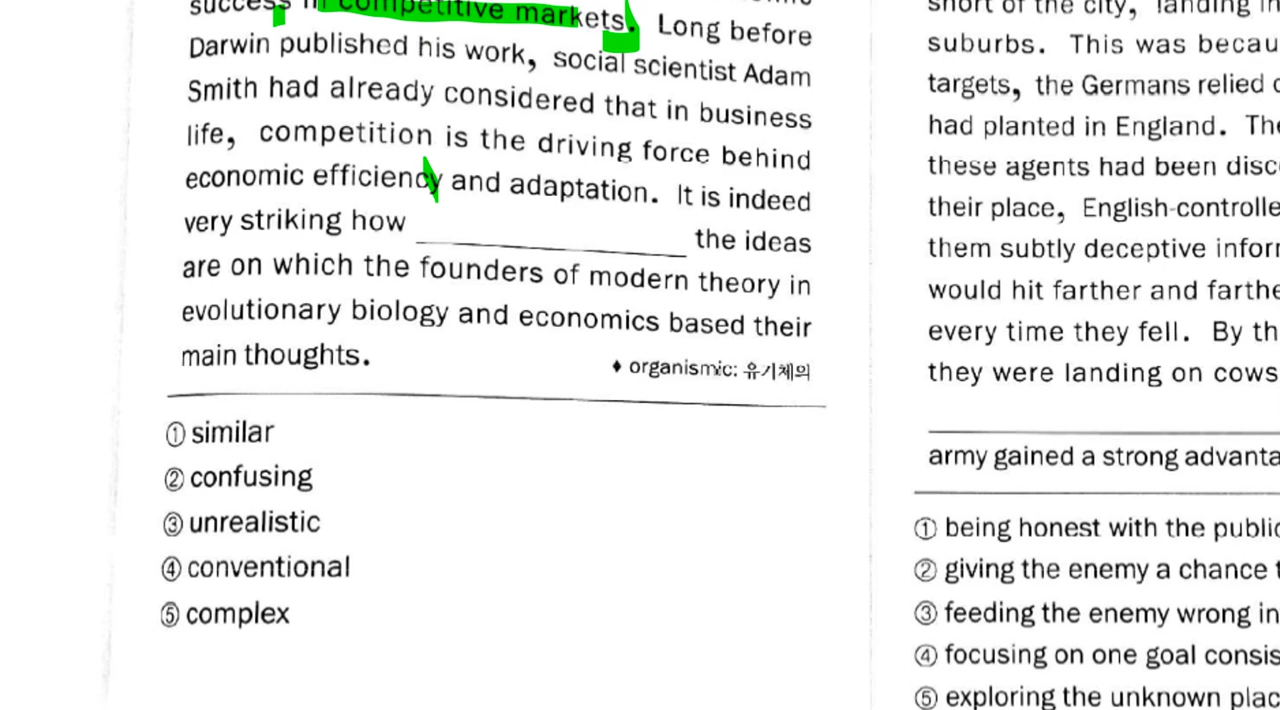 success in competitive markets. Long before
Darwin published his work, social scientist Adam
Smith had already considered that in business
life, competition is the driving force behind
economic efficiency and adaptation. It is indeed
very striking how ____________ the ideas
are on which the founders of modern theory in
evolutionary biology and economics based their
main thoughts.
♦ organismic: 유기체의
① similar
② confusing
③ unrealistic
④ conventional
⑤ complex
short of the city, landing in
suburbs. This was becau
targets, the Germans relied
had planted in England. The
these agents had been disc
their place, English-controlle
them subtly deceptive infor
would hit farther and farthe
every time they fell. By th
they were landing on cows
army gained a strong advanta
① being honest with the public
② giving the enemy a chance
③ feeding the enemy wrong in
④ focusing on one goal consis
⑤ exploring the unknown plac